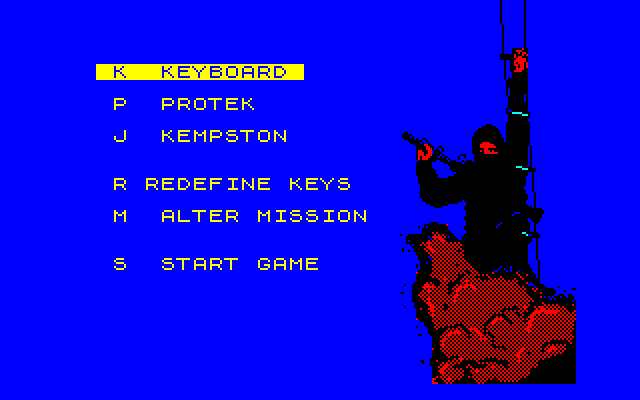 K KEYBOARD
P PROTEK
J KEMPSTON
R REDEFINE KEYS
M ALTER MISSION
S START GAME